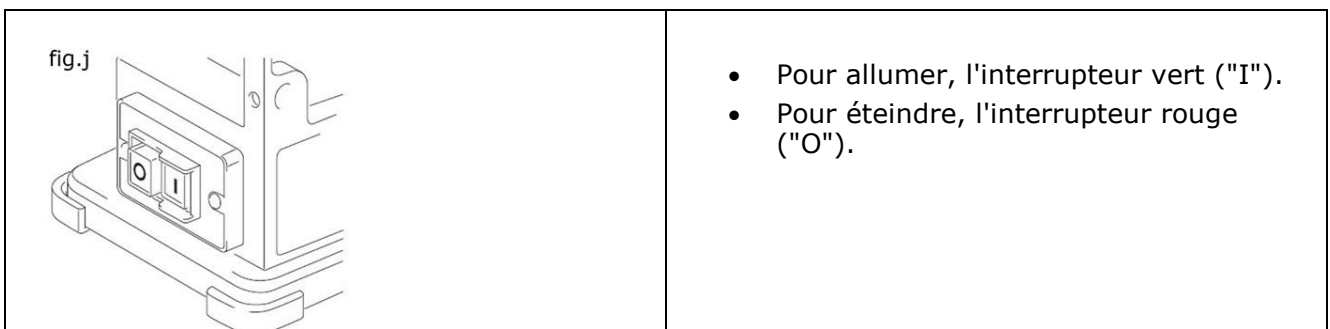 fig.j
O I
• Pour allumer, l'interrupteur vert ("I").
• Pour éteindre, l'interrupteur rouge
("O").